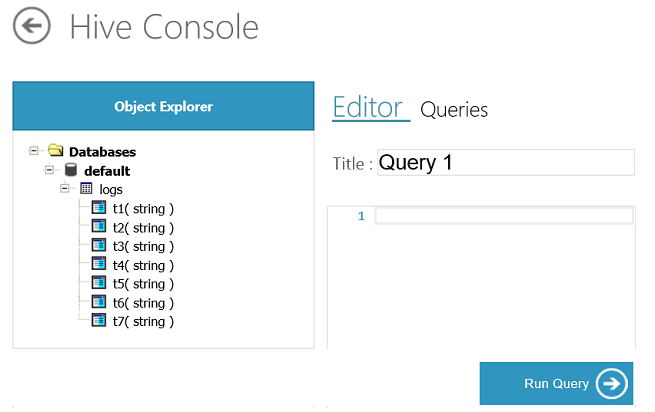 Hive Console
Object Explorer
Databases
default
logs
t1( string )
t2( string )
t3( string )
t4( string )
t5( string )
t6( string )
t7( string )
Editor Queries
Title : Query 1
1
Run Query